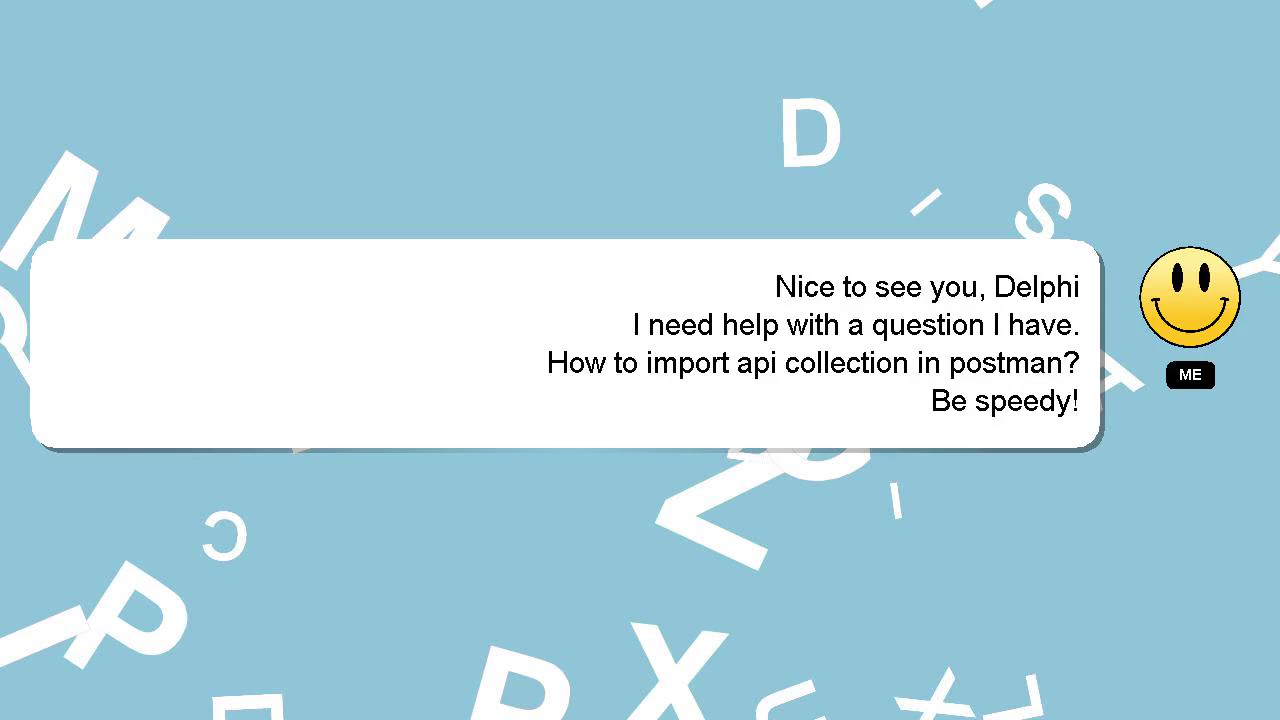 Nice to see you, Delphi
I need help with a question I have.
How to import api collection in postman?
Be speedy!
ME